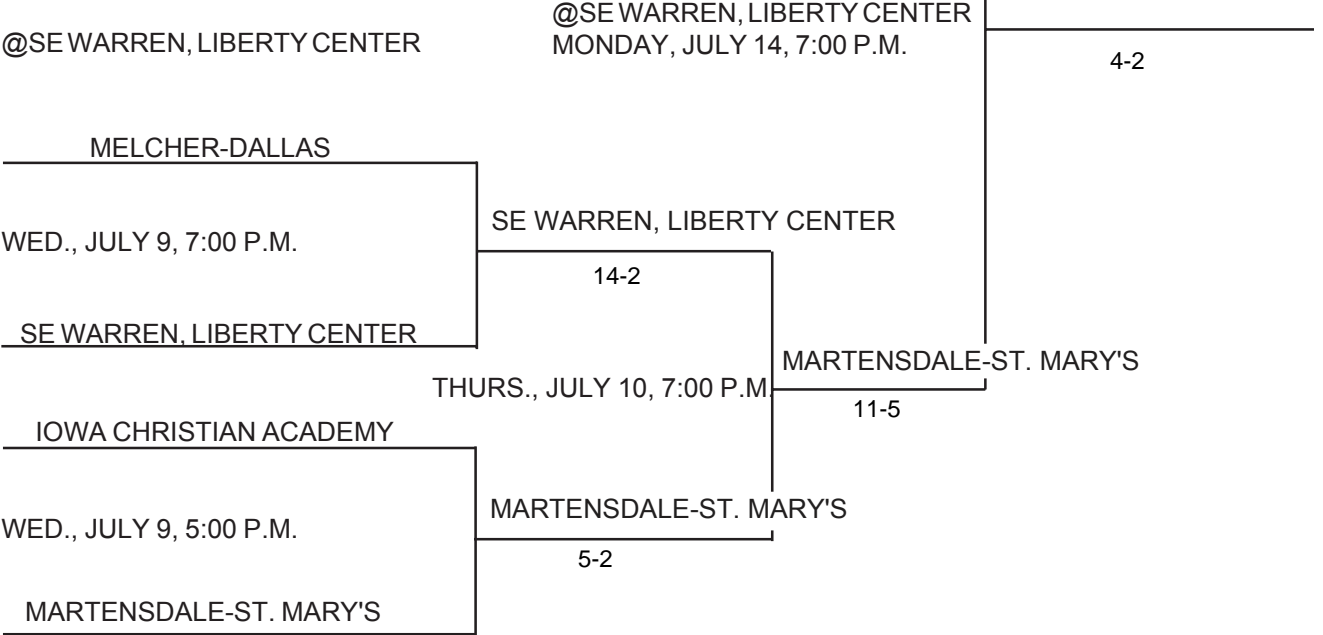 @SE WARREN, LIBERTY CENTER
@SE WARREN, LIBERTY CENTER
MONDAY, JULY 14, 7:00 P.M.
4-2
MELCHER-DALLAS
SE WARREN, LIBERTY CENTER
WED., JULY 9, 7:00 P.M.
14-2
SE WARREN, LIBERTY CENTER
MARTENSDALE-ST. MARY'S
THURS., JULY 10, 7:00 P.M.
11-5
IOWA CHRISTIAN ACADEMY
MARTENSDALE-ST. MARY'S
WED., JULY 9, 5:00 P.M.
5-2
MARTENSDALE-ST. MARY'S